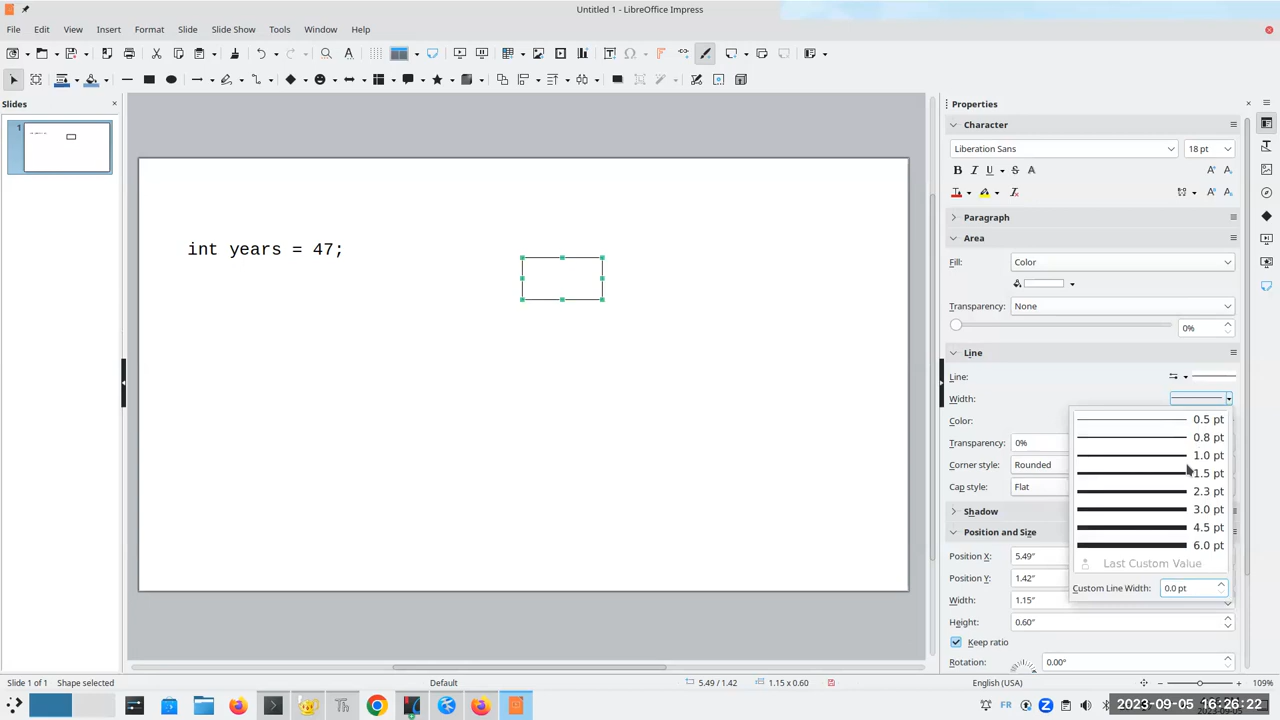 Untitled 1 - LibreOffice Impress
File Edit View Insert Format Slide Slide Show Tools Window Help
Slides
1
int years = 47;
Properties
Character
Liberation Sans 18 pt
Paragraph
Area
Fill: Color
Transparency: None
0%
Line
Line:
Width:
Color:
Transparency: 0%
Corner style: Rounded
Cap style: Flat
0.5 pt
0.8 pt
1.0 pt
1.5 pt
2.3 pt
3.0 pt
4.5 pt
6.0 pt
Last Custom Value
Custom Line Width: 0.0 pt
Shadow
Position and Size
Position X: 5.49″
Position Y: 1.42″
Width: 1.15″
Height: 0.60″
Keep ratio
Rotation: 0.00°
Slide 1 of 1 Shape selected Default 5.49 / 1.42 1.15 x 0.60 English (USA) 109%
FR
2023-09-05 16:26:22